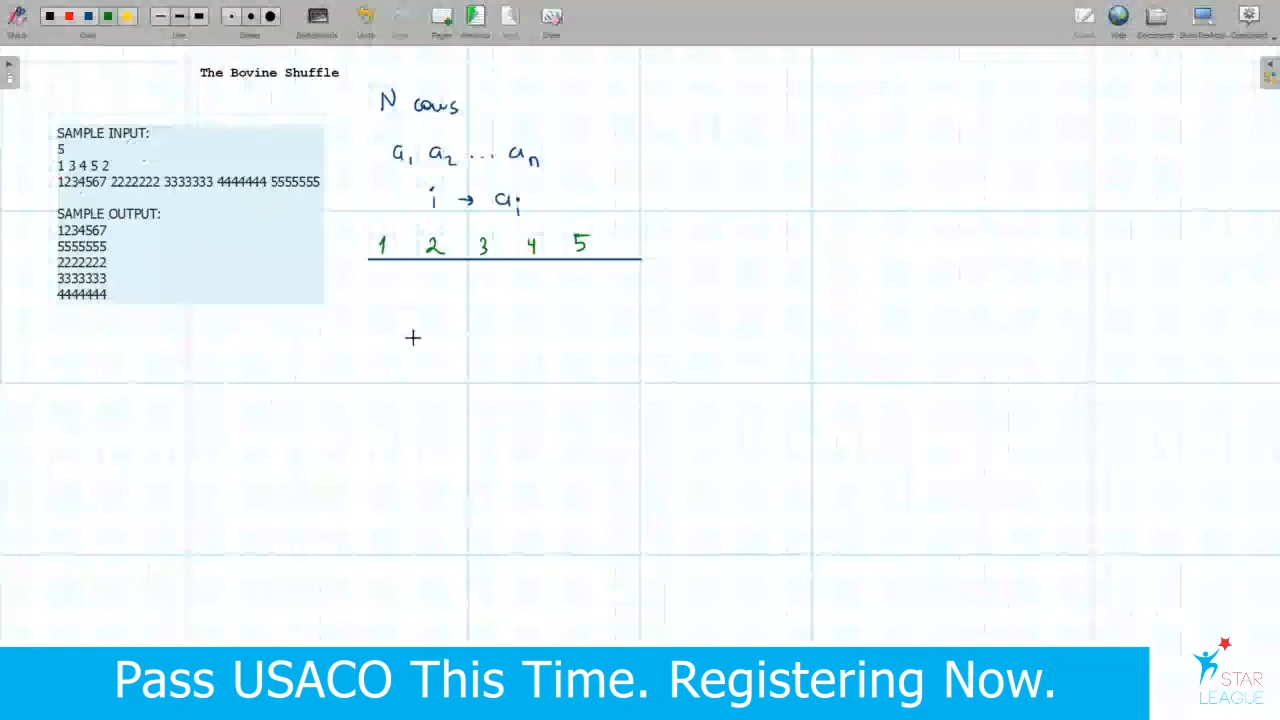 The Bovine Shuffle
SAMPLE INPUT:
5
1 3 4 5 2
1234567 2222222 3333333 4444444 5555555
SAMPLE OUTPUT:
1234567
5555555
2222222
3333333
4444444
N cows
a1 a2 ... an
i → ai
1 2 3 4 5
Pass USACO This Time. Registering Now.
STAR
LEAGUE